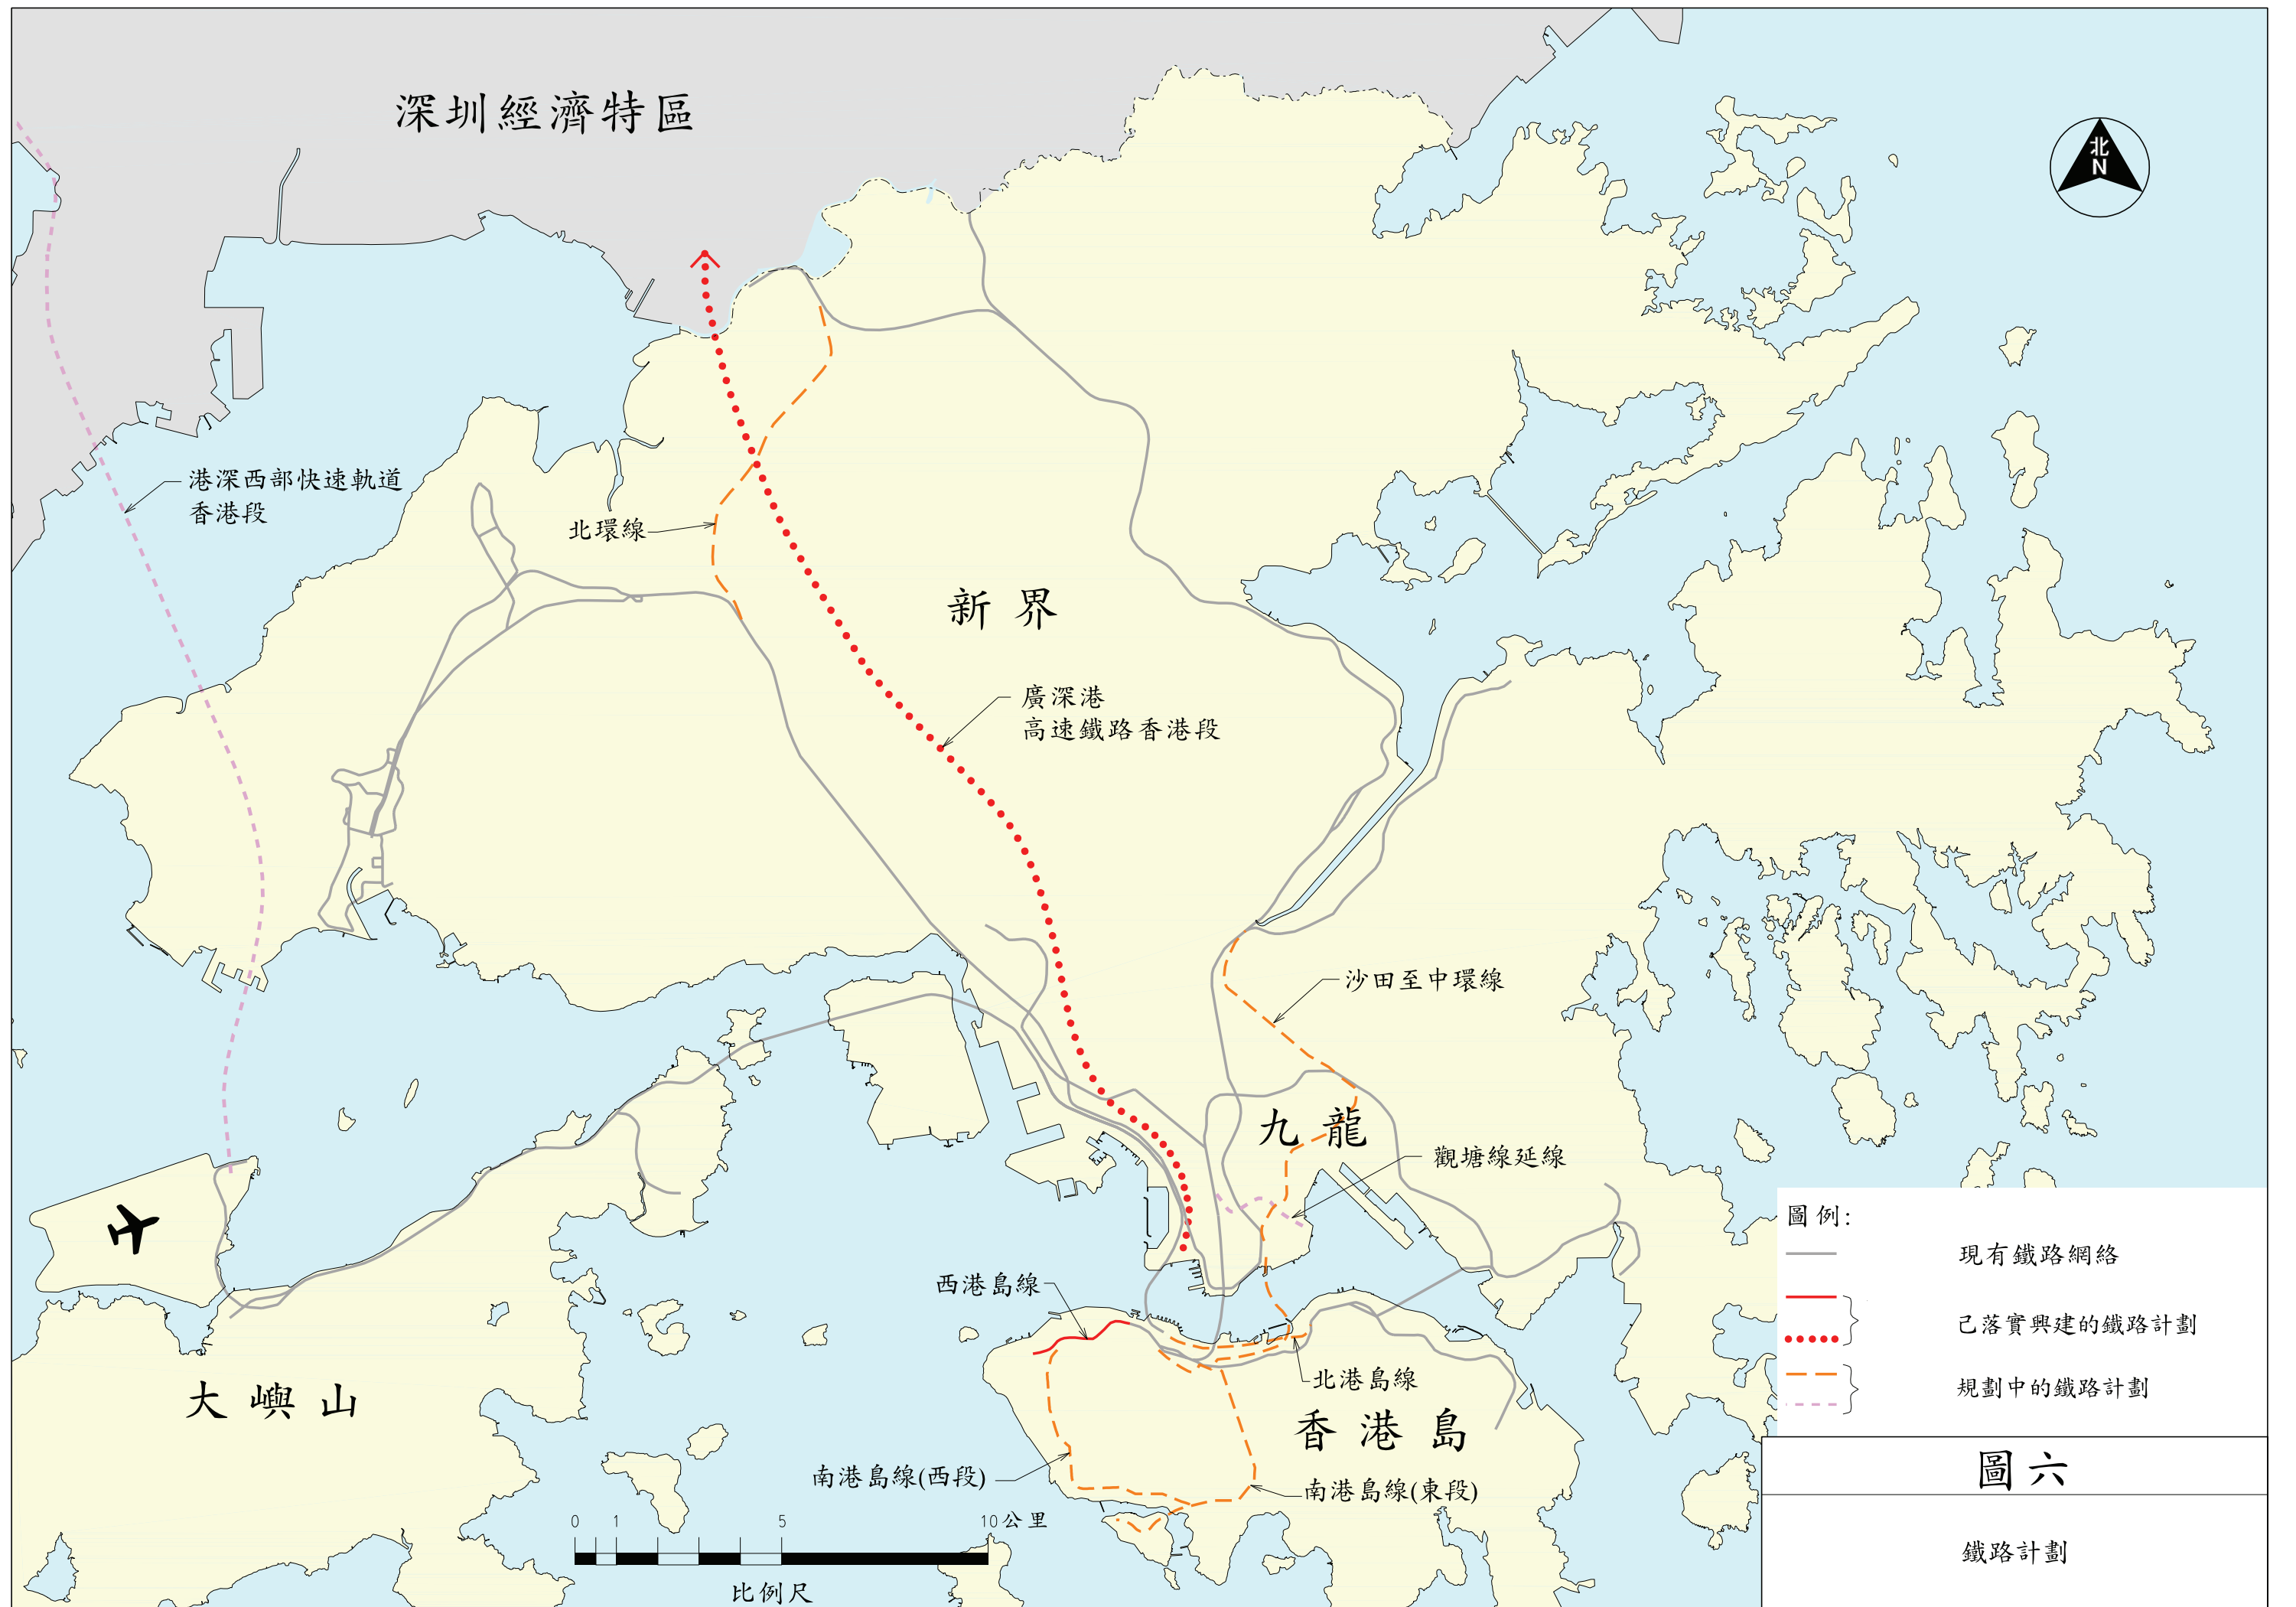 深圳經濟特區
北
N
港深西部快速軌道
香港段
北環線
新界
廣深港
高速鐵路香港段
沙田至中環線
九龍
觀塘線延線
西港島線
北港島線
大嶼山
香港島
南港島線(西段)
南港島線(東段)
0 1 5 10公里
比例尺
圖例:
現有鐵路網絡
己落實興建的鐵路計劃
規劃中的鐵路計劃
圖六
鐵路計劃